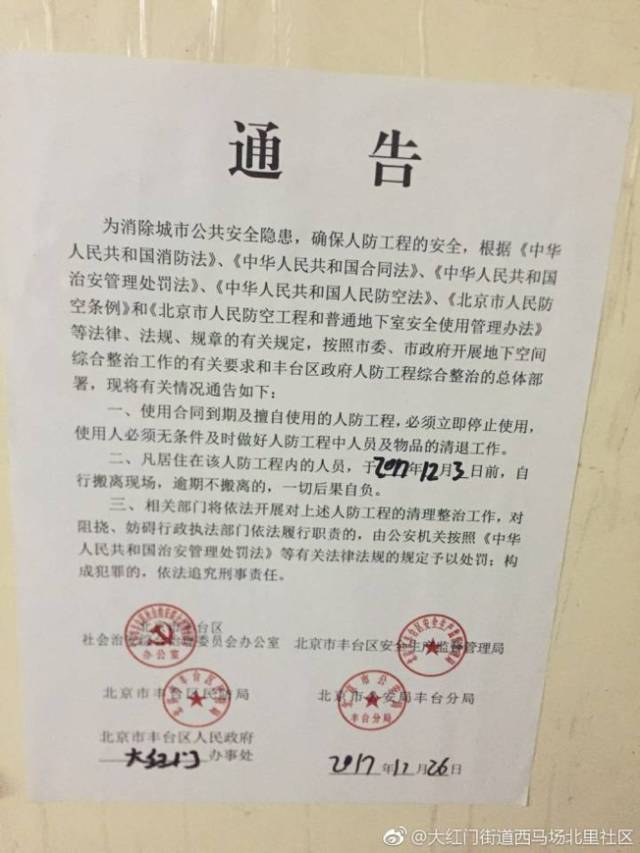 通 告
为消除城市公共安全隐患，确保人防工程的安全，根据《中华
人民共和国消防法》、《中华人民共和国合同法》、《中华人民共和国
治安管理处罚法》、《中华人民共和国人民防空法》、《北京市人民防
空条例》和《北京市人民防空工程和普通地下室安全使用管理办法》
等法律、法规、规章的有关规定，按照市委、市政府开展地下空间
综合整治工作的有关要求和丰台区政府人防工程综合整治的总体部
署，现将有关情况通告如下：
一、使用合同到期及擅自使用的人防工程，必须立即停止使用，
使用人必须无条件及时做好人防工程中人员及物品的清退工作。
二、凡居住在该人防工程内的人员，于2017年12月3日前，自
行搬离现场，逾期不搬离的，一切后果自负。
三、相关部门将依法开展对上述人防工程的清理整治工作，对
阻挠、妨碍行政执法部门依法履行职责的，由公安机关按照《中华
人民共和国治安管理处罚法》等有关法律法规的规定予以处罚；构
成犯罪的，依法追究刑事责任。
北京市丰台区
社会治安综合治理委员会办公室 北京市丰台区安全生产监督管理局
办公室
北京市丰台区民防局 北京市公安局丰台分局
丰台分局
北京市丰台区人民政府
大红门办事处 2017年12月26日
@大红门街道西马场北里社区